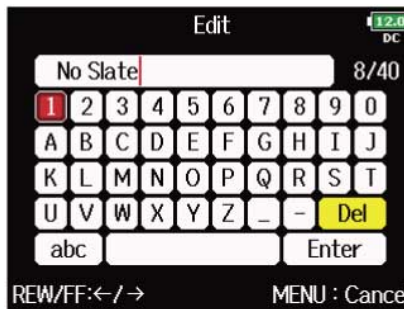 Edit
12.0
DC
No Slate
8/40
1 2 3 4 5 6 7 8 9 0
A B C D E F G H I J
K L M N O P Q R S T
U V W X Y Z _ - Del
abc Enter
REW/FF:←/→ MENU : Cance